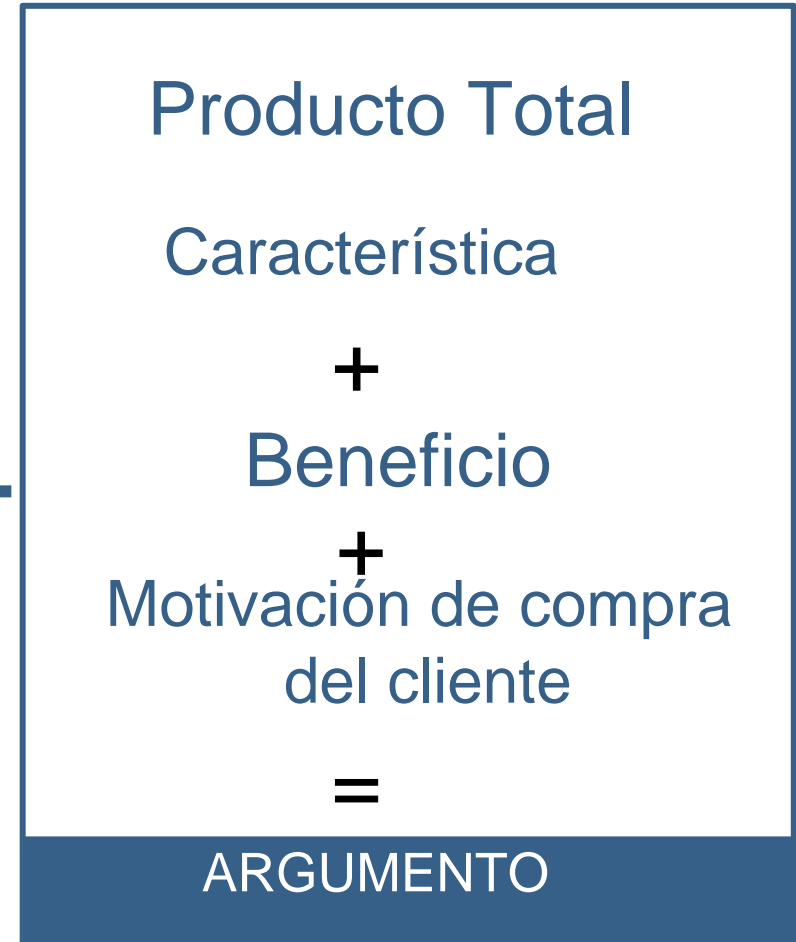 Producto Total
Característica
+
Beneficio
+
Motivación de compra
del cliente
=
ARGUMENTO